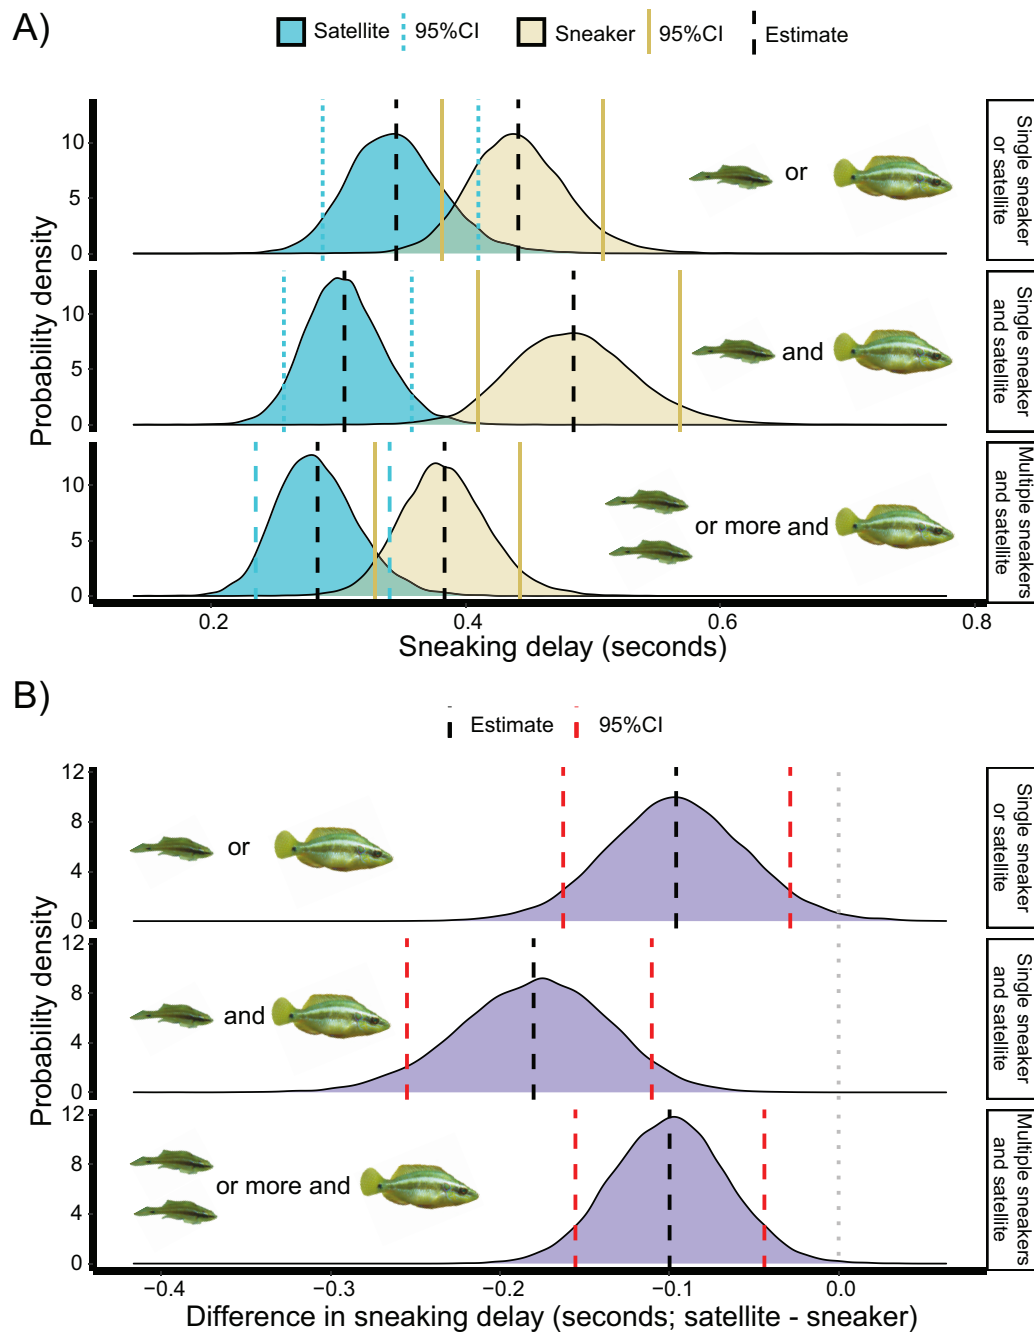 A)
Satellite 95%CI Sneaker 95%CI Estimate
Probability density
10
5
0
or
Single sneaker
or satellite
10
5
0
and
Single sneaker
and satellite
10
5
0
or more and
Multiple sneakers
and satellite
0.2 0.4 0.6 0.8
Sneaking delay (seconds)
B)
Estimate 95%CI
Probability density
12
8
4
0
or
Single sneaker
or satellite
12
8
4
0
and
Single sneaker
and satellite
12
8
4
0
or more and
Multiple sneakers
and satellite
−0.4 −0.3 −0.2 −0.1 0.0
Difference in sneaking delay (seconds; satellite - sneaker)